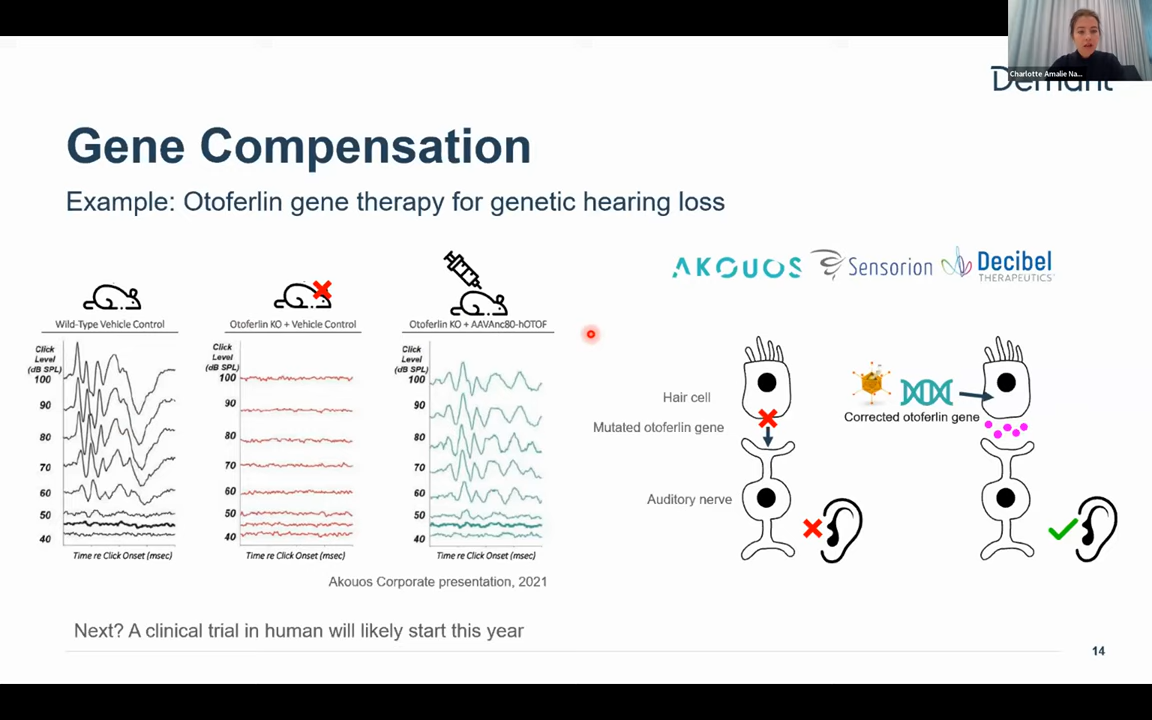 Charlotte Amalie Na...
Demant
Gene Compensation
Example: Otoferlin gene therapy for genetic hearing loss
AKOUOS
Sensorion
Decibel
THERAPEUTICS
Wild-Type Vehicle Control
Otoferlin KO + Vehicle Control
Otoferlin KO + AAVAnc80-hOTOF
Click
Level
(dB SPL)
100
90
80
70
60
50
40
Time re Click Onset (msec)
Click
Level
(dB SPL)
100
90
80
70
60
50
40
Time re Click Onset (msec)
Click
Level
(dB SPL)
100
90
80
70
60
50
40
Time re Click Onset (msec)
Akouos Corporate presentation, 2021
Hair cell
Mutated otoferlin gene
Auditory nerve
Corrected otoferlin gene
Next? A clinical trial in human will likely start this year
14